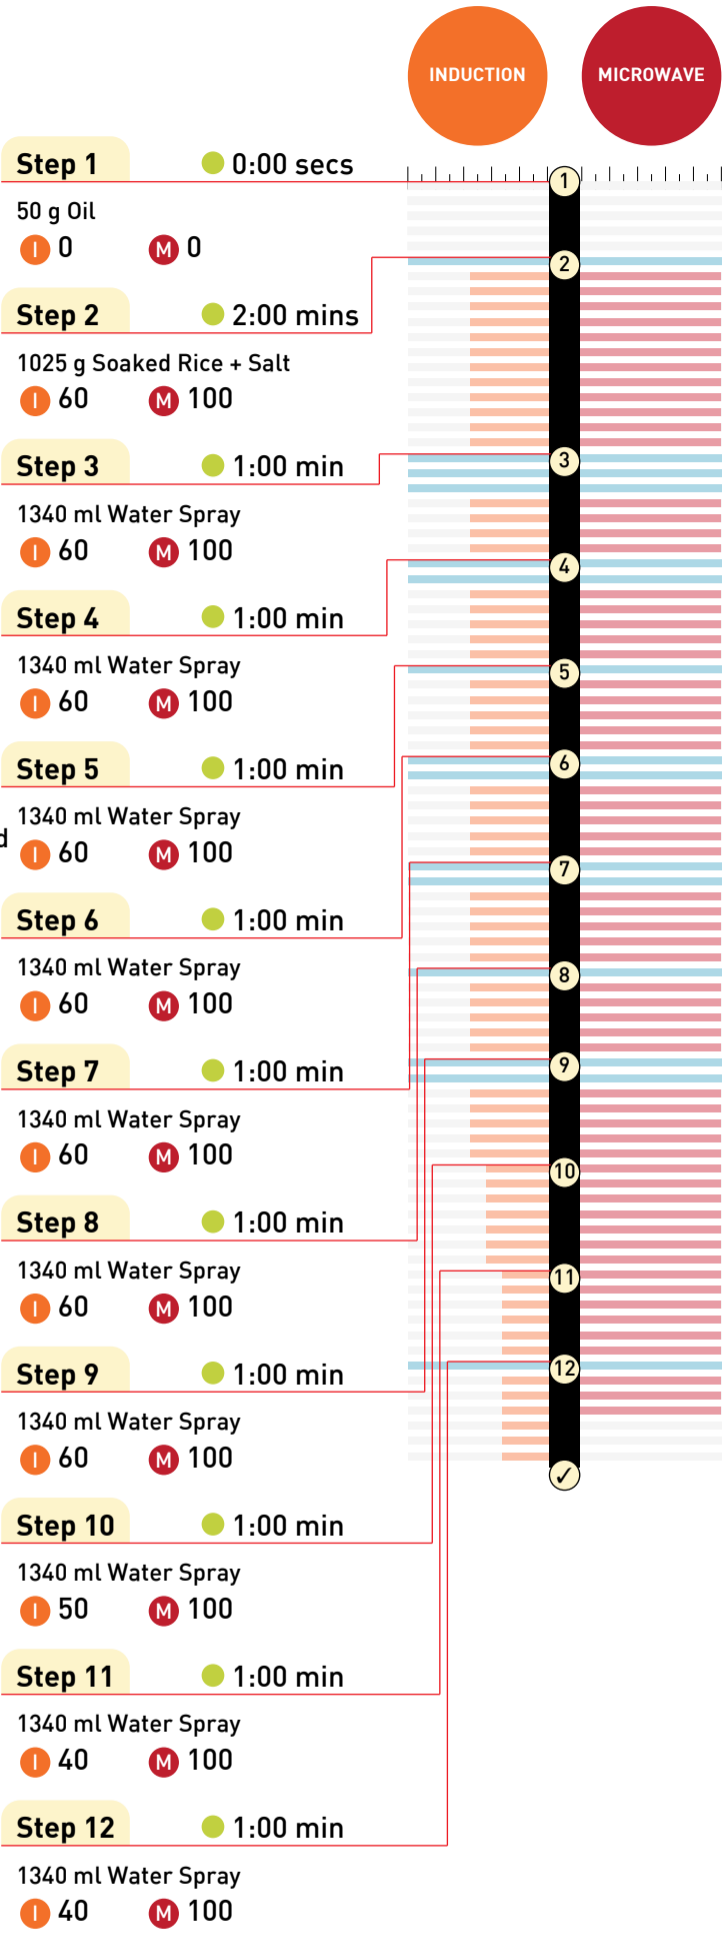 INDUCTION
MICROWAVE
Step 1 0:00 secs
50 g Oil
I 0 M 0
Step 2 2:00 mins
1025 g Soaked Rice + Salt
I 60 M 100
Step 3 1:00 min
1340 ml Water Spray
I 60 M 100
Step 4 1:00 min
1340 ml Water Spray
I 60 M 100
Step 5 1:00 min
1340 ml Water Spray
d
I 60 M 100
Step 6 1:00 min
1340 ml Water Spray
I 60 M 100
Step 7 1:00 min
1340 ml Water Spray
I 60 M 100
Step 8 1:00 min
1340 ml Water Spray
I 60 M 100
Step 9 1:00 min
1340 ml Water Spray
I 60 M 100
Step 10 1:00 min
1340 ml Water Spray
I 50 M 100
Step 11 1:00 min
1340 ml Water Spray
I 40 M 100
Step 12 1:00 min
1340 ml Water Spray
I 40 M 100
1
2
3
4
5
6
7
8
9
10
11
12
✓